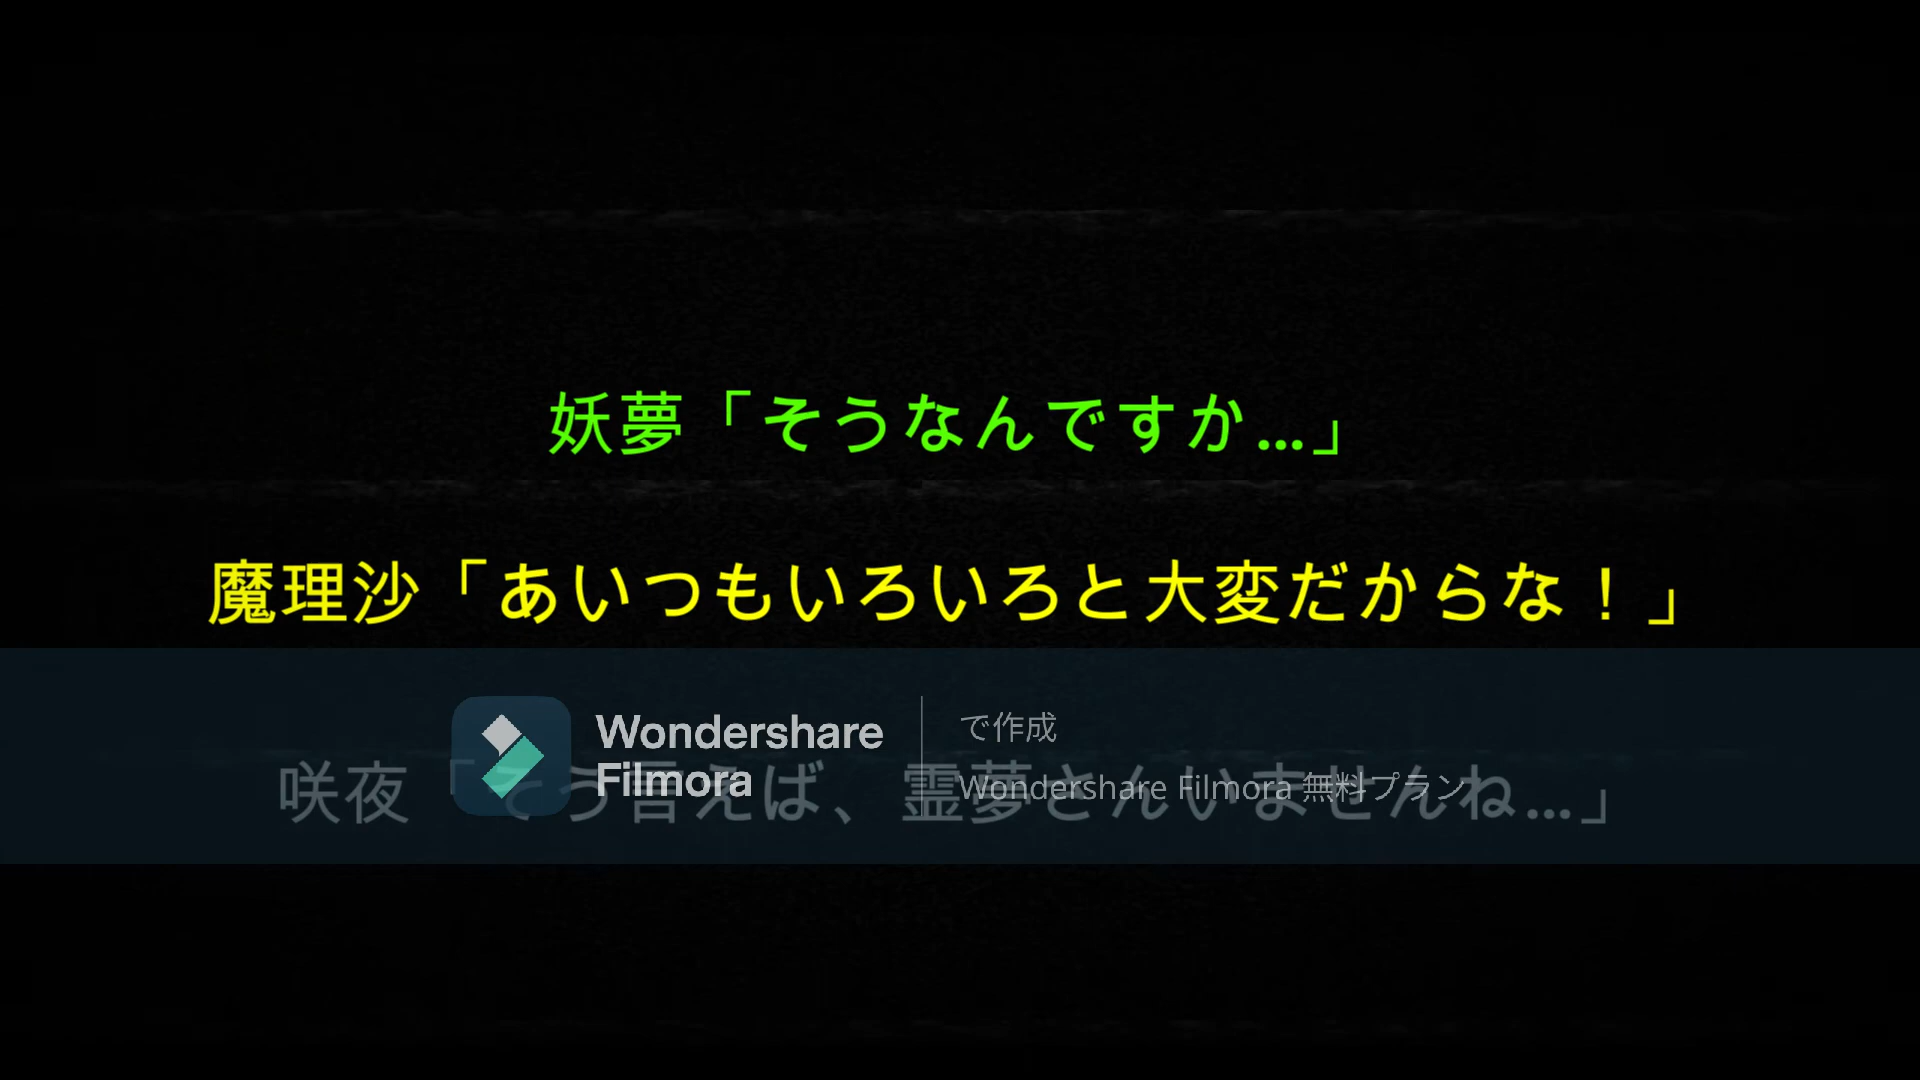 妖夢「そうなんですか...」
魔理沙「あいつもいろいろと大変だからな！」
Wondershare
Filmora
で作成
Wondershare Filmora 無料プラン
咲夜「そう言えば、霊夢さんいませんね...」